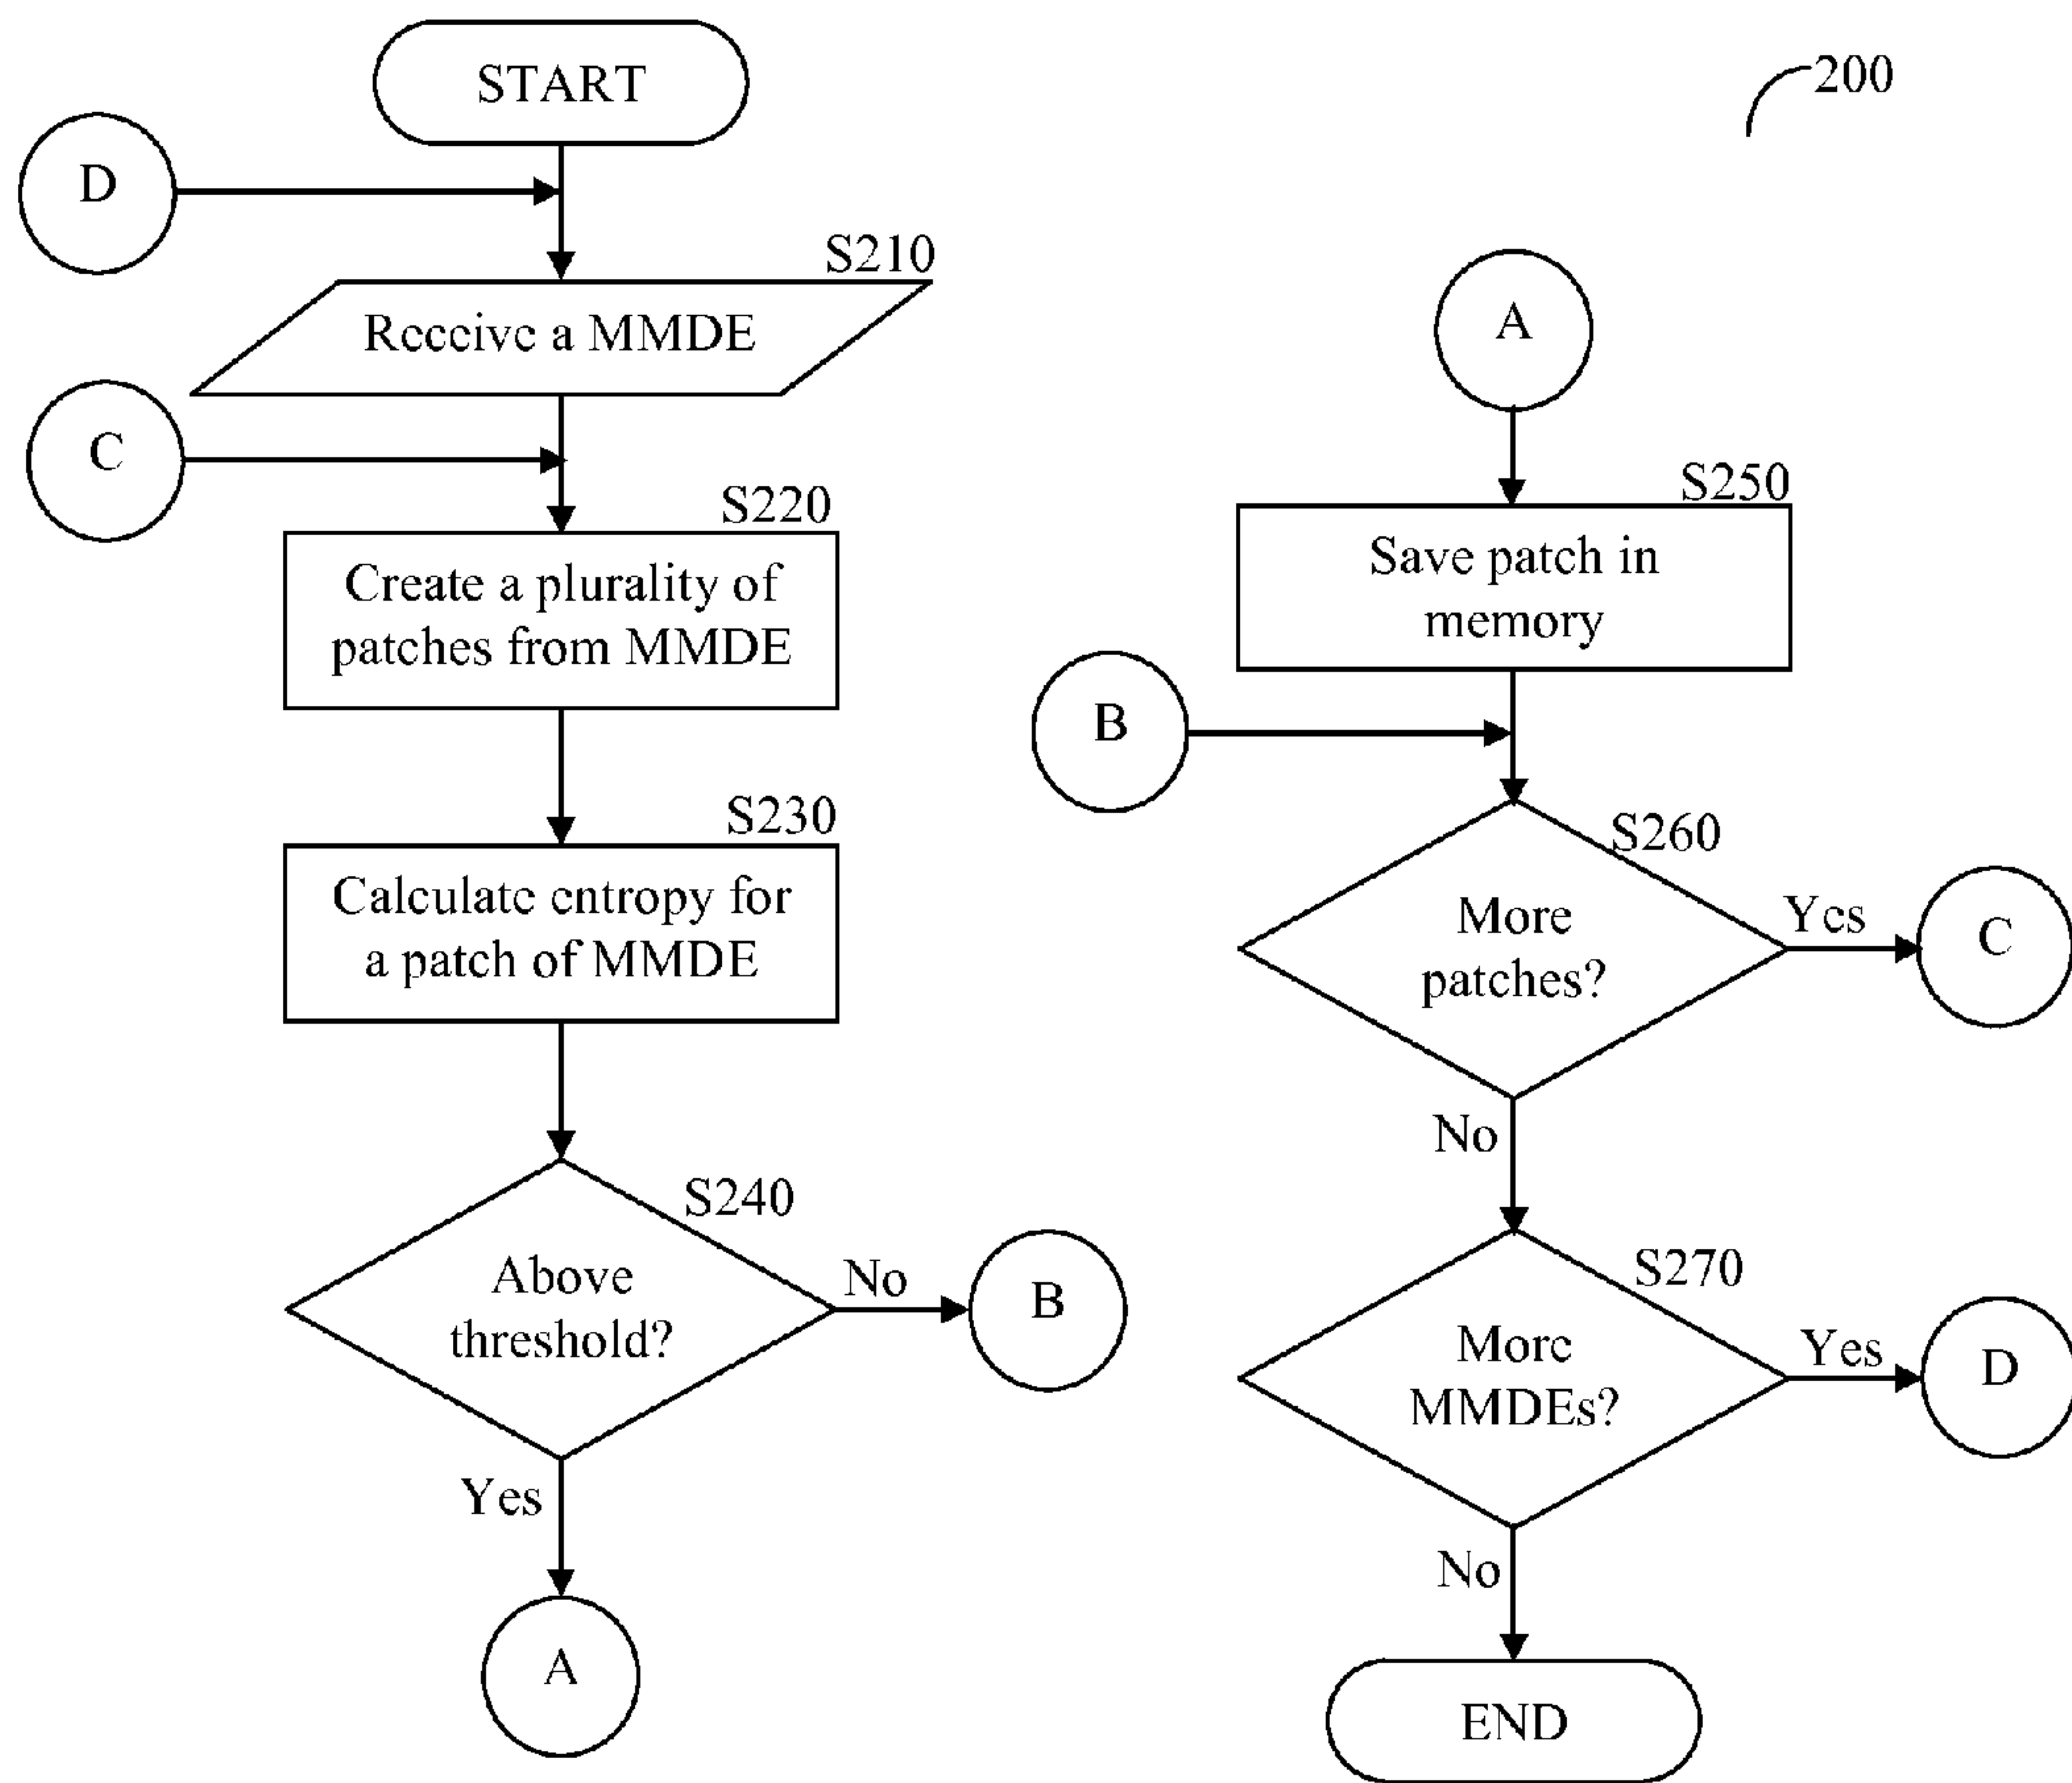 START
200
D
S210
Receive a MMDE
C
S220
Create a plurality of
patches from MMDE
S230
Calculate entropy for
a patch of MMDE
S240
Above
threshold?
No
B
Yes
A
A
S250
Save patch in
memory
B
S260
More
patches?
Yes
C
No
S270
More
MMDEs?
Yes
D
No
END